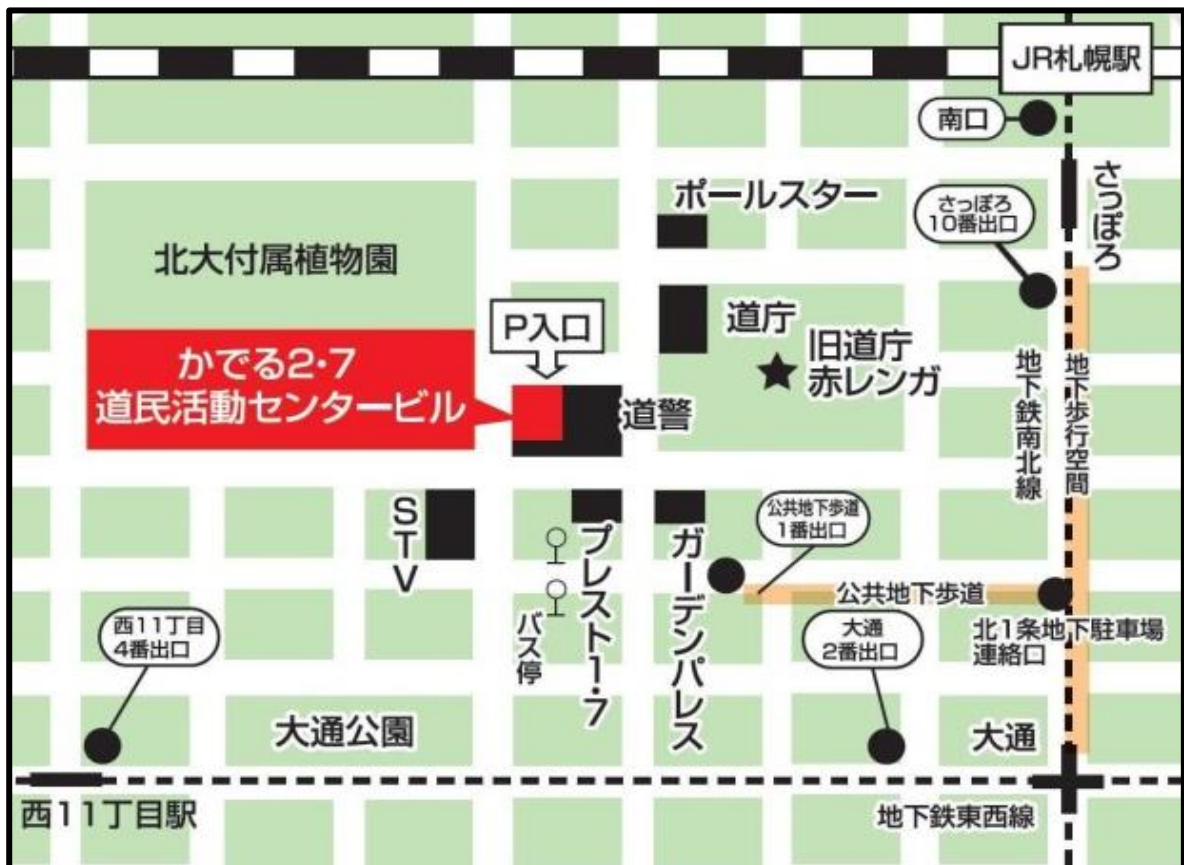 JR札幌駅
南口
ポールスター
さっぽろ
10番出口
さっぽろ
北大付属植物園
P入口
道庁
旧道庁
赤レンガ
かでる2・7
道民活動センタービル
道警
地下鉄南北線
地下歩行空間
STV
プレスト1・7
ガーデンパレス
公共地下歩道
1番出口
バス停
公共地下歩道
西11丁目
4番出口
大通
2番出口
北1条地下駐車場
連絡口
大通公園
大通
西11丁目駅
地下鉄東西線